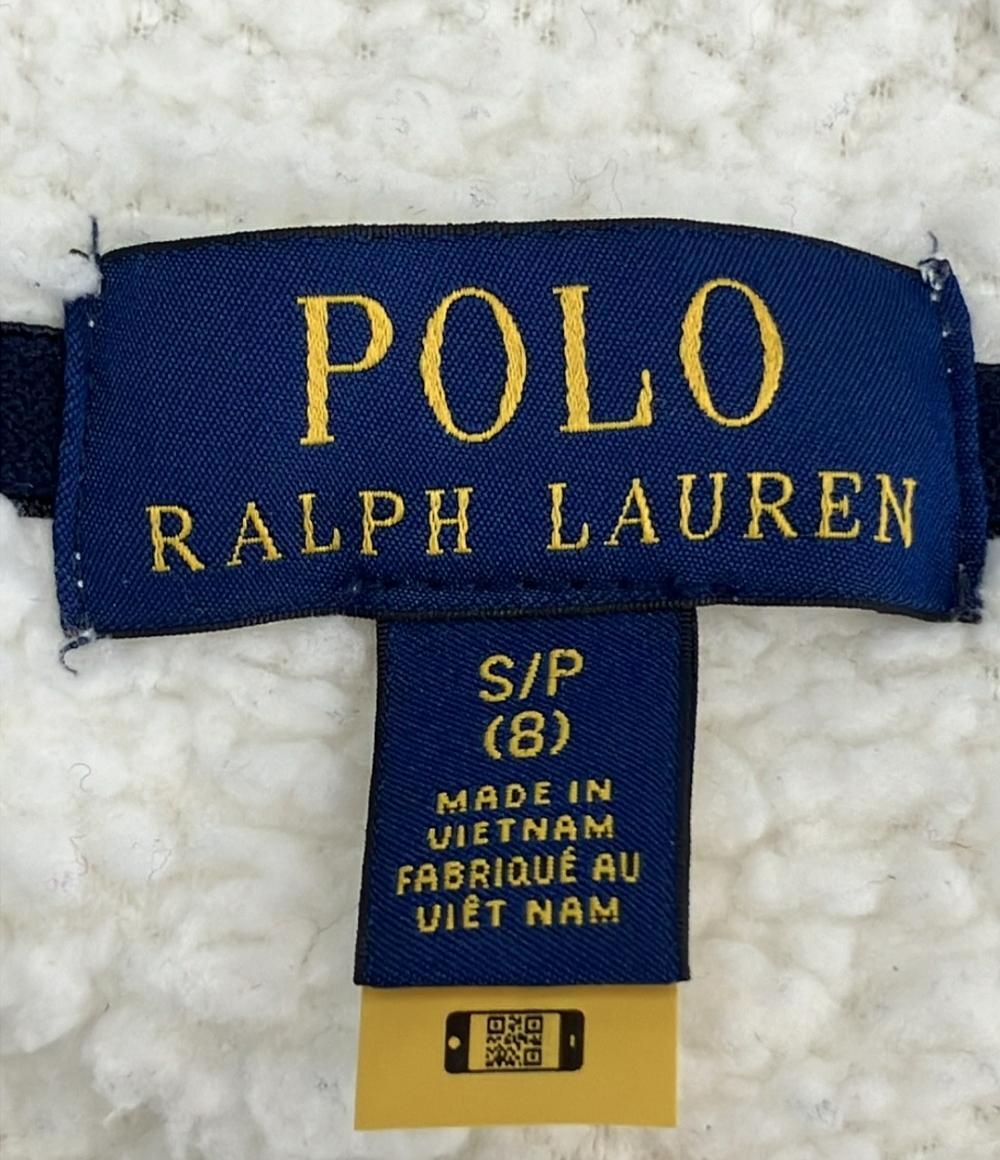 POLO
RALPH LAUREN
S/P
(8)
MADE IN
VIETNAM
FABRIQUÉ AU
VIÊT NAM